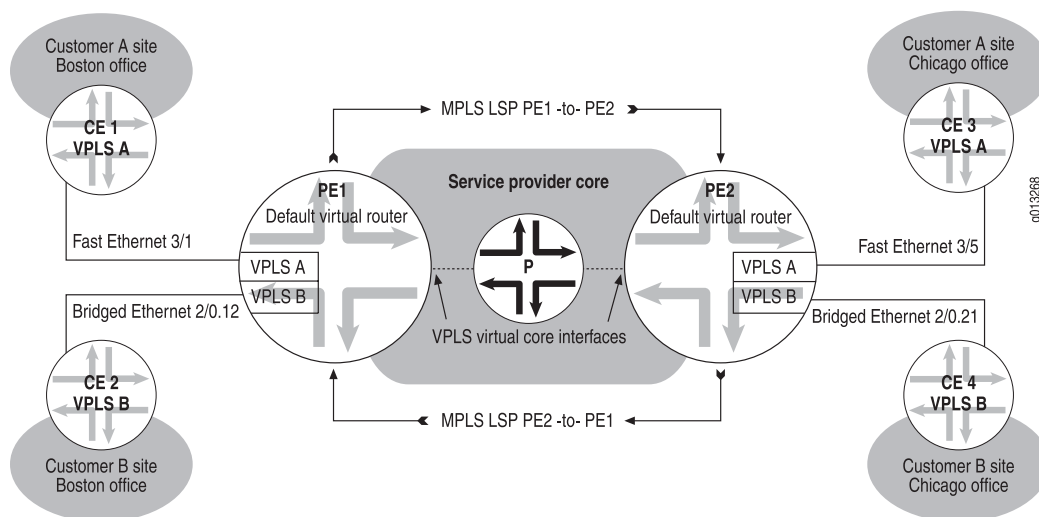 Customer A site
Boston office
CE 1
VPLS A
Fast Ethernet 3/1
Bridged Ethernet 2/0.12
CE 2
VPLS B
Customer B site
Boston office
MPLS LSP PE1 -to- PE2
Service provider core
PE1
Default virtual router
VPLS A
VPLS B
P
VPLS virtual core interfaces
PE2
Default virtual router
VPLS A
VPLS B
MPLS LSP PE2 -to- PE1
Customer A site
Chicago office
CE 3
VPLS A
Fast Ethernet 3/5
Bridged Ethernet 2/0.21
CE 4
VPLS B
Customer B site
Chicago office
g013268